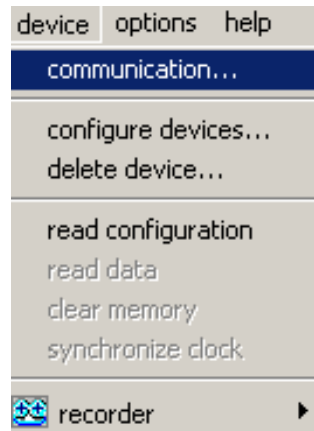 device options help
communication...
configure devices...
delete device...
read configuration
read data
clear memory
synchronize clock
recorder